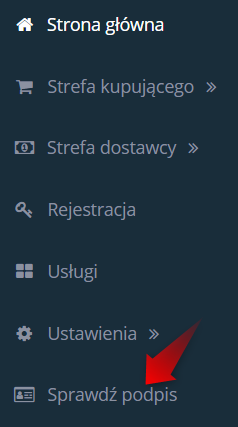 Strona główna
Strefa kupującego »
Strefa dostawcy »
Rejestracja
Usługi
Ustawienia »
Sprawdź podpis